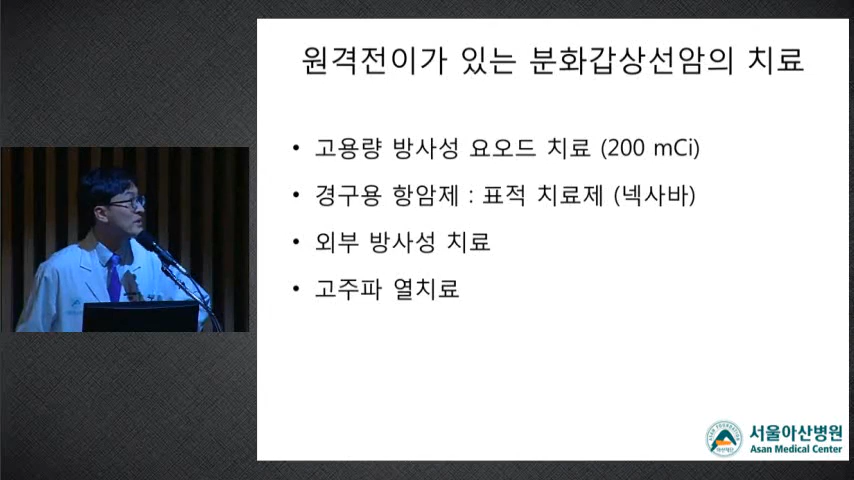 원격전이가 있는 분화갑상선암의 치료
• 고용량 방사성 요오드 치료 (200 mCi)
• 경구용 항암제 : 표적 치료제 (넥사바)
• 외부 방사성 치료
• 고주파 열치료
서울아산병원
Asan Medical Center